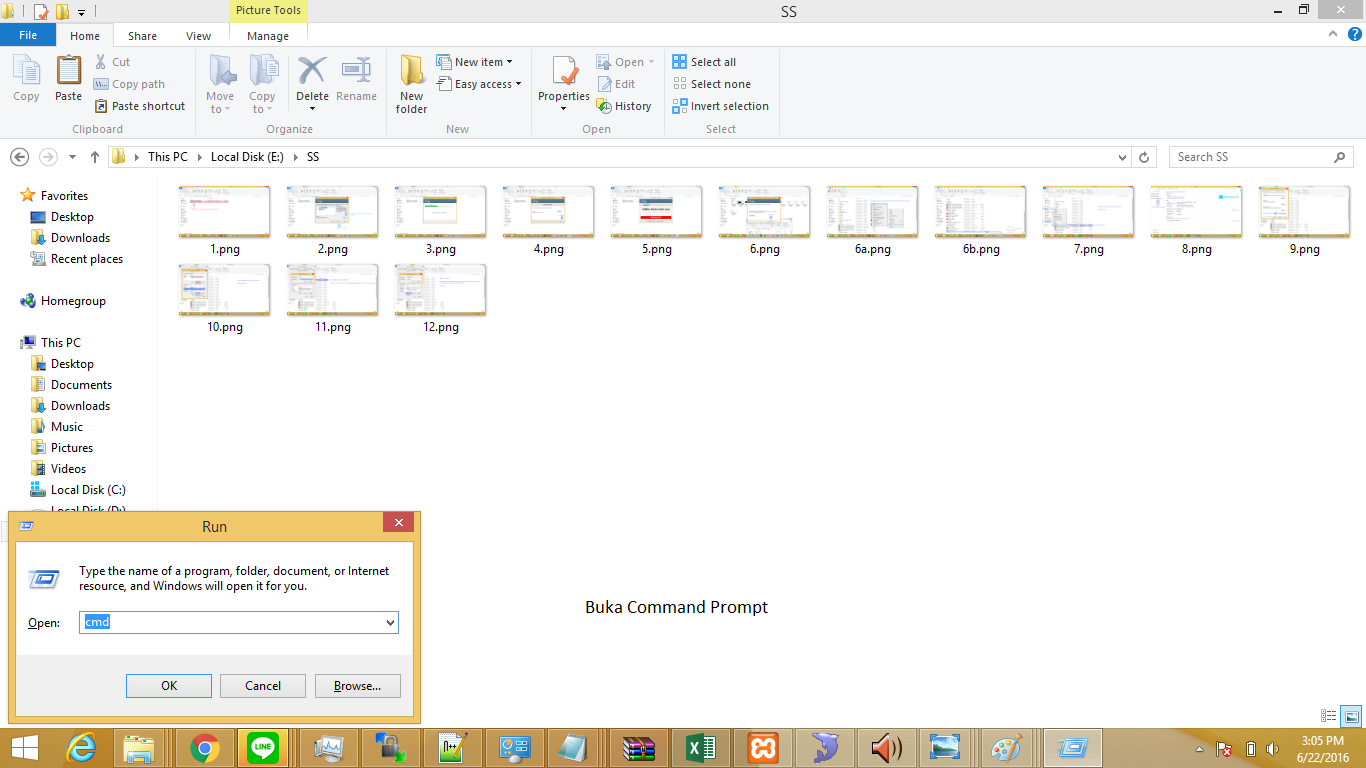 Picture Tools
SS
File
Home
Share
View
Manage
Copy
Paste
Cut
Copy path
Paste shortcut
Clipboard
Move to
Copy to
Delete
Rename
Organize
New folder
New item
Easy access
New
Properties
Open
Edit
History
Open
Select all
Select none
Invert selection
Select
This PC
Local Disk (E:)
SS
Search SS
Favorites
Desktop
Downloads
Recent places
Homegroup
This PC
Desktop
Documents
Downloads
Music
Pictures
Videos
Local Disk (C:)
Local Disk (D:)
1.png
2.png
3.png
4.png
5.png
6.png
6a.png
6b.png
7.png
8.png
9.png
10.png
11.png
12.png
Run
Type the name of a program, folder, document, or Internet
resource, and Windows will open it for you.
Open:
cmd
OK
Cancel
Browse...
Buka Command Prompt
LINE
N++
3:05 PM
6/22/2016